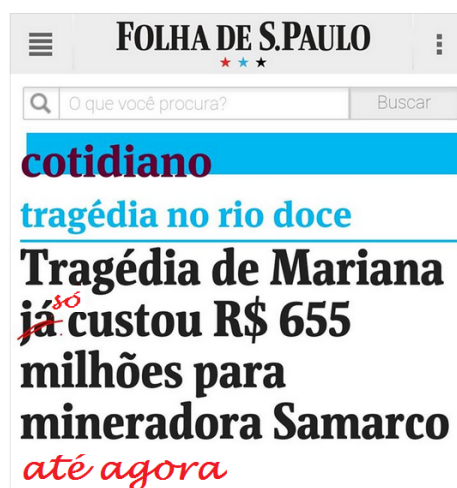 FOLHA DE S.PAULO
O que você procura?
Buscar
cotidiano
tragédia no rio doce
Tragédia de Mariana
só
já custou R$ 655
milhões para
mineradora Samarco
até agora